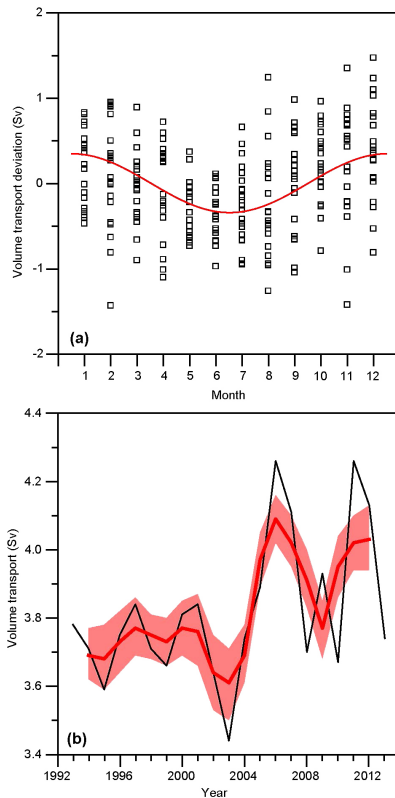 2
1
0
-1
-2
Volume transport deviation (Sv)
(a)
1 2 3 4 5 6 7 8 9 10 11 12
Month
4.4
4.2
4.0
3.8
3.6
3.4
Volume transport (Sv)
(b)
1992 1996 2000 2004 2008 2012
Year